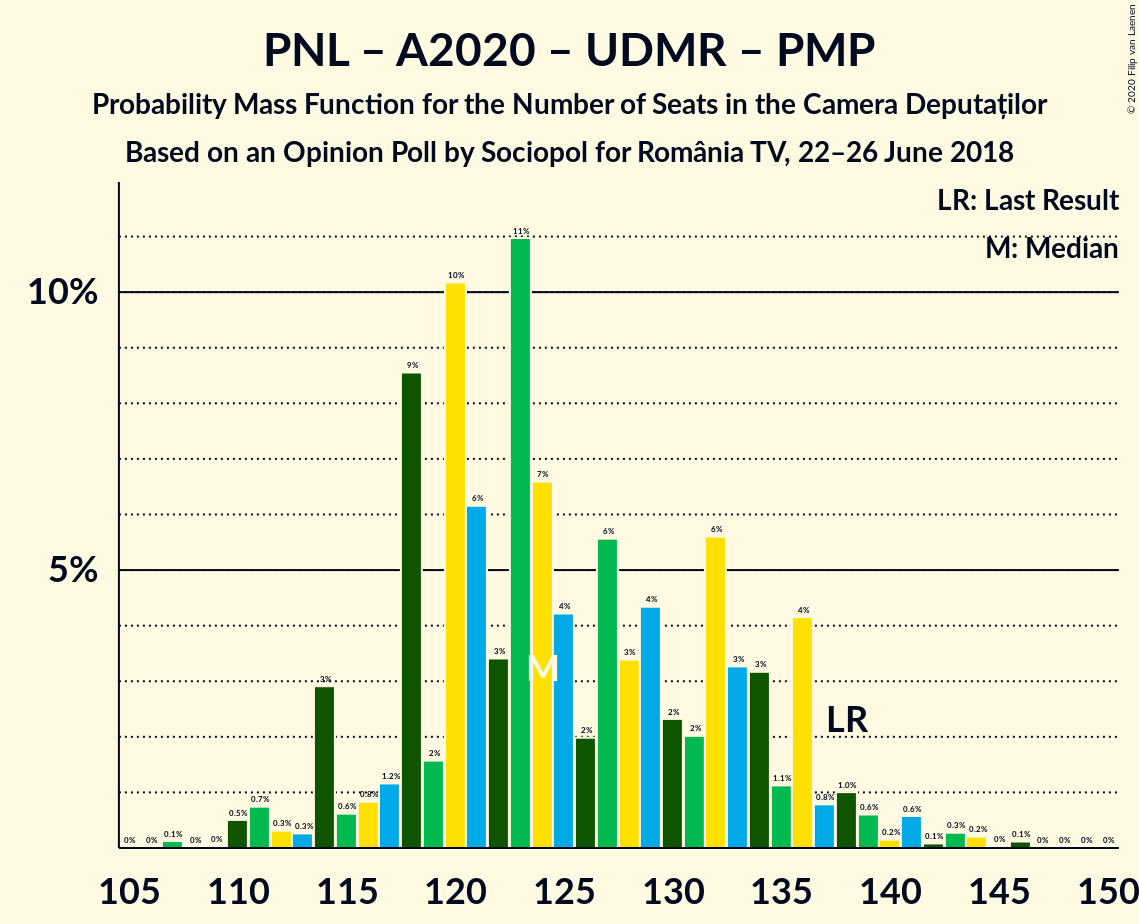 PNL – A2020 – UDMR – PMP
Probability Mass Function for the Number of Seats in the Camera Deputaților
Based on an Opinion Poll by Sociopol for România TV, 22–26 June 2018
© 2020 Filip van Laenen
LR: Last Result
M: Median
10%
5%
0% 0% 0.1% 0% 0% 0.5% 0.7% 0.3% 0.3% 3% 0.6% 0.8% 1.2% 9% 2% 10% 6% 3% 11% 7% 4% 2% 6% 3% 4% 2% 2% 6% 3% 3% 1.1% 4% 0.8% 1.0% 0.6% 0.2% 0.6% 0.1% 0.3% 0.2% 0% 0.1% 0% 0% 0% 0%
M
LR
105 110 115 120 125 130 135 140 145 150